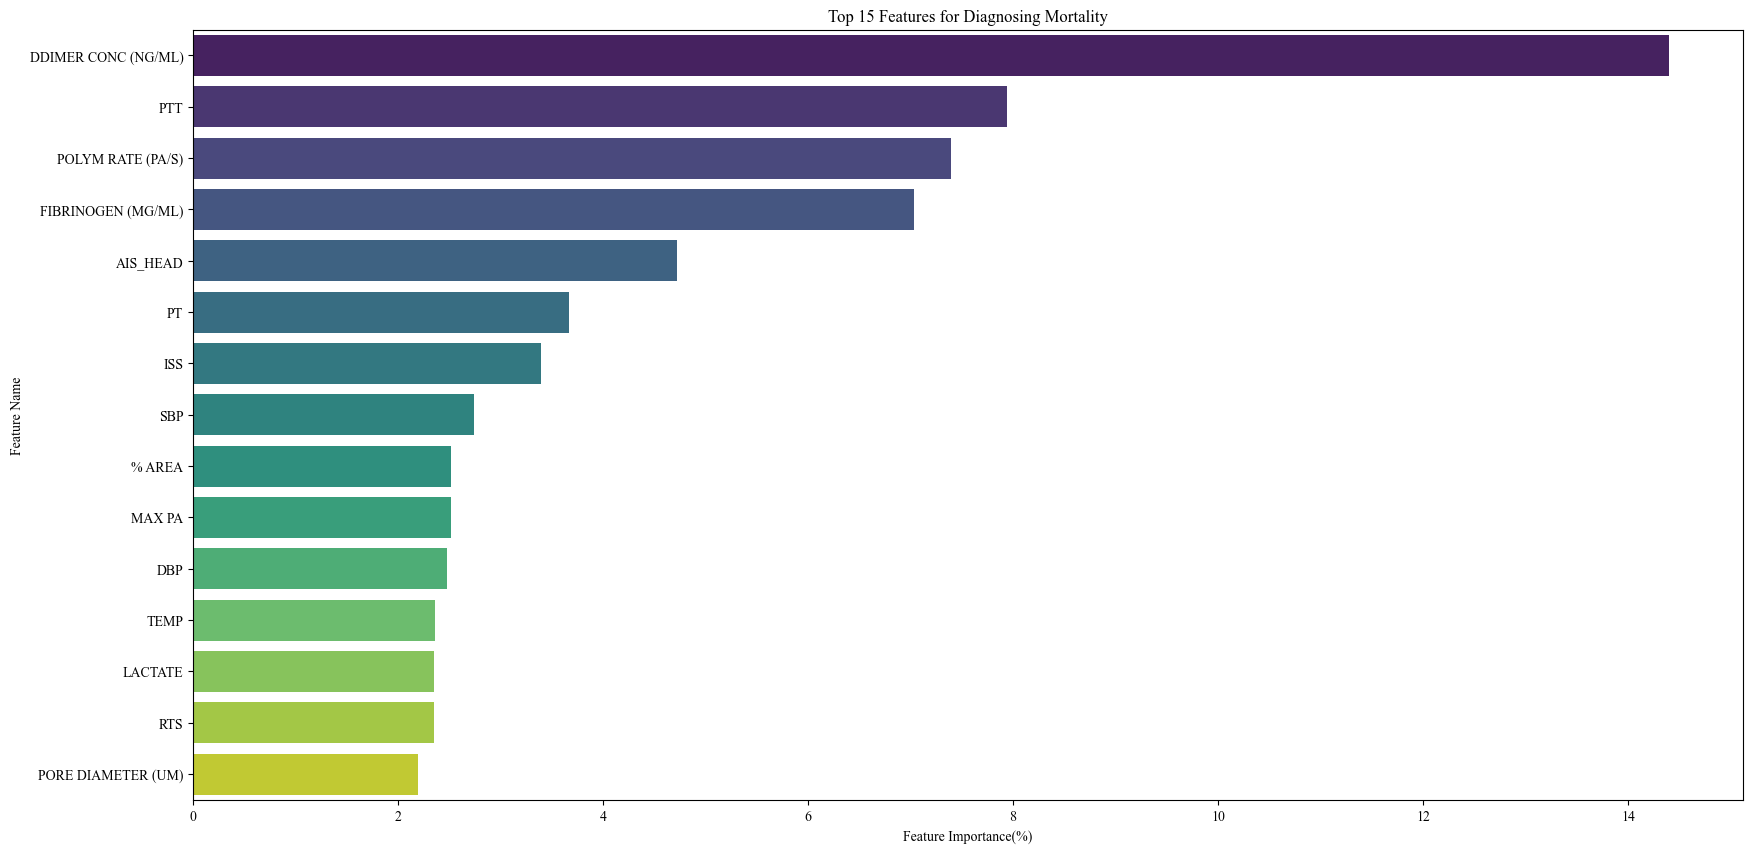 Top 15 Features for Diagnosing Mortality
Feature Name
DDIMER CONC (NG/ML)
PTT
POLYM RATE (PA/S)
FIBRINOGEN (MG/ML)
AIS_HEAD
PT
ISS
SBP
% AREA
MAX PA
DBP
TEMP
LACTATE
RTS
PORE DIAMETER (UM)
0 2 4 6 8 10 12 14
Feature Importance(%)